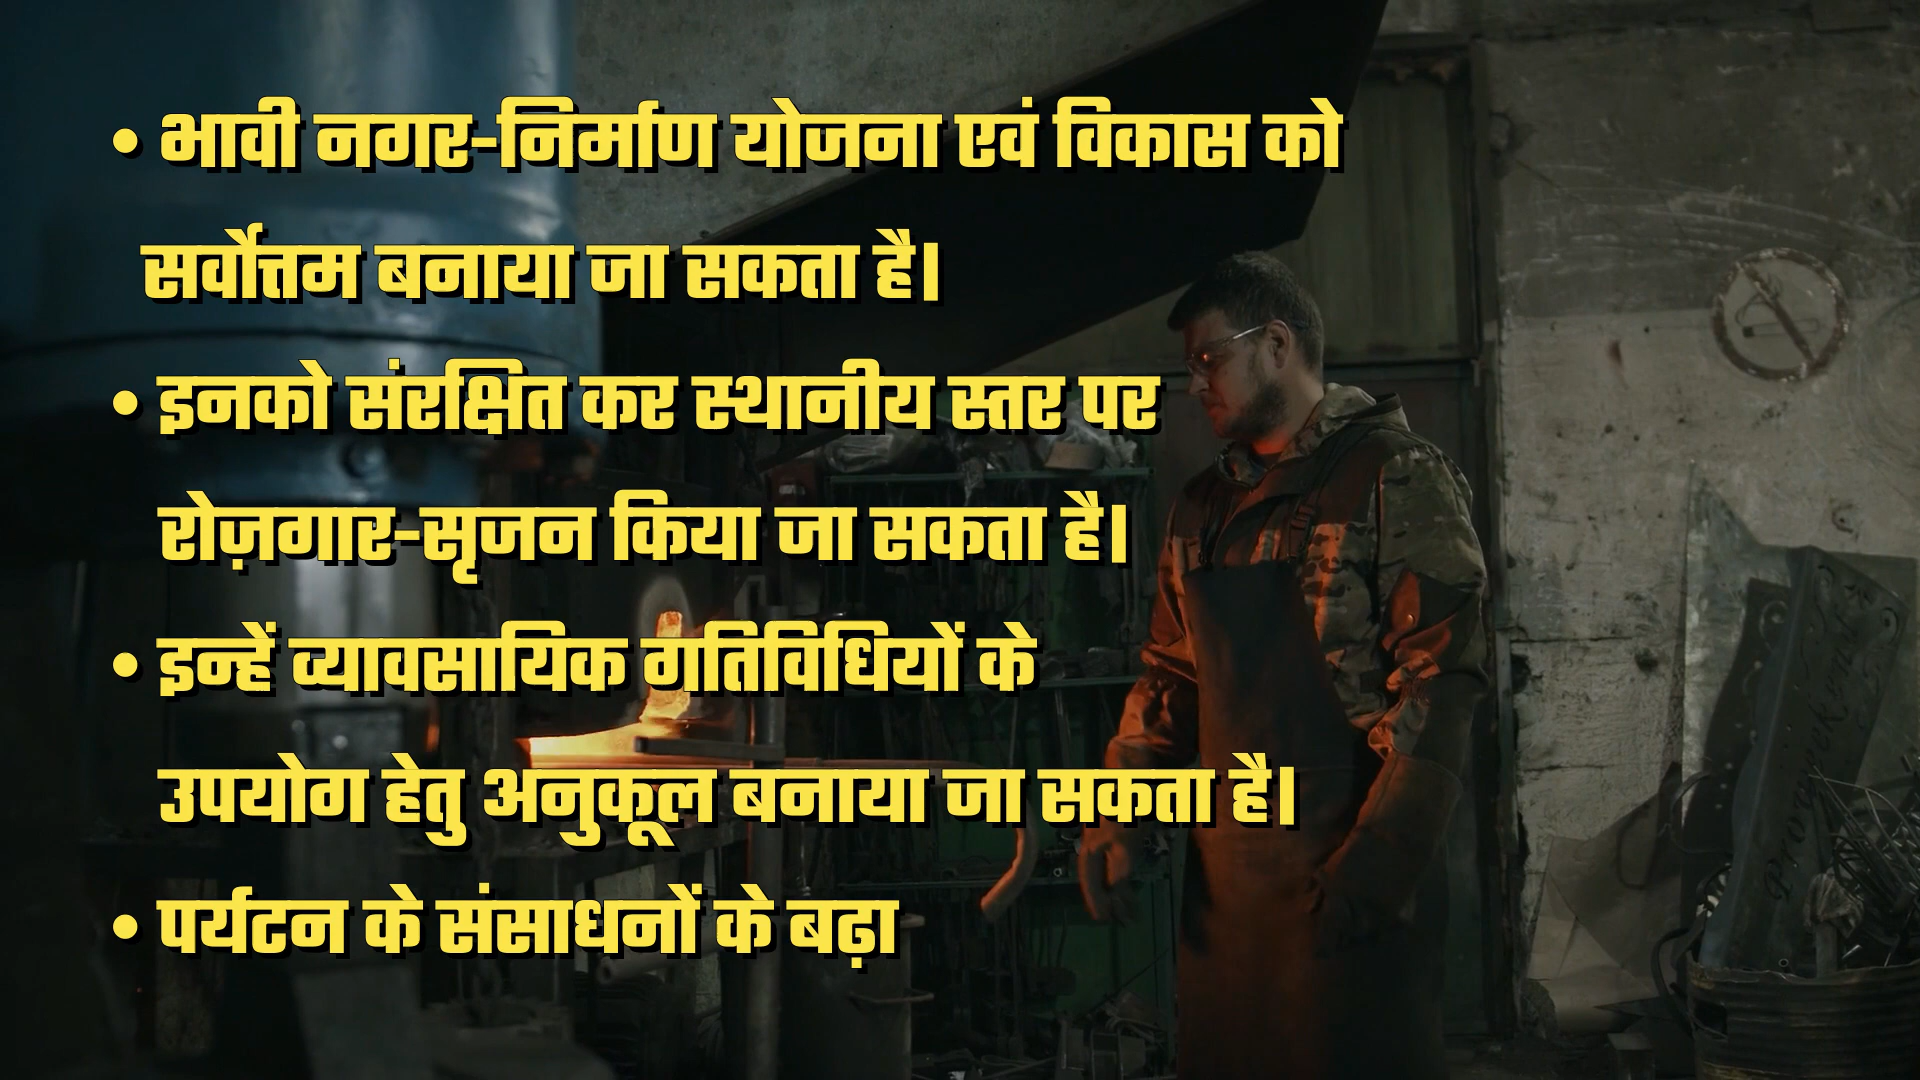 • भावी नगर-निर्माण योजना एवं विकास को
सर्वोत्तम बनाया जा सकता है।
• इनको संरक्षित कर स्थानीय स्तर पर
रोज़गार-सृजन किया जा सकता है।
• इन्हें व्यावसायिक गतिविधियों के
उपयोग हेतु अनुकूल बनाया जा सकता है।
• पर्यटन के संसाधनों के बढ़ा